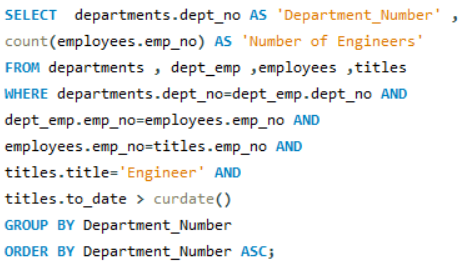 SELECT departments.dept_no AS 'Department_Number' ,
count(employees.emp_no) AS 'Number of Engineers'
FROM departments , dept_emp ,employees ,titles
WHERE departments.dept_no=dept_emp.dept_no AND
dept_emp.emp_no=employees.emp_no AND
employees.emp_no=titles.emp_no AND
titles.title='Engineer' AND
titles.to_date > curdate()
GROUP BY Department_Number
ORDER BY Department_Number ASC;